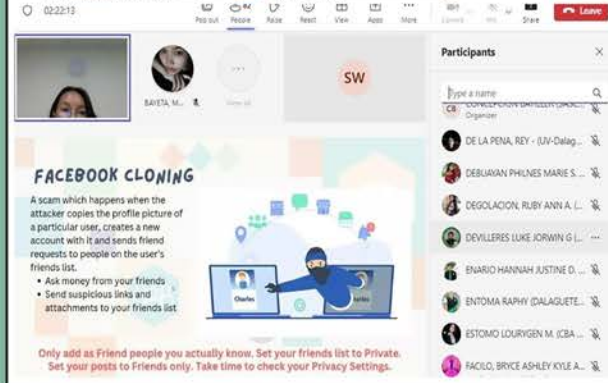 02:22:13
Pop out People Raise React View Apps More Share Leave
Participants
Type a name
BAYETA, M...
View all
SW
CB
Organizer
DE LA PENA, REY - (UV-Dalag...
DEBUAYAN PHILNES MARIE S. ...
DEGOLACION, RUBY ANN A. (...
DEVILLERES LUKE JORWIN G (...
ENARIO HANNAH JUSTINE D. ...
ENTOMA RAPHY (DALAGUETE...
ESTOMO LOURYGEN M. (CBA ...
FACILO, BRYCE ASHLEY KYLE A...
FACEBOOK CLONING
A scam which happens when the
attacker copies the profile picture of
a particular user, creates a new
account with it and sends friend
requests to people on the user's
friends list.
• Ask money from your friends
• Send suspicious links and
attachments to your friends list
Charles
Only add as Friend people you actually know. Set your friends list to Private.
Set your posts to Friends only. Take time to check your Privacy Settings.